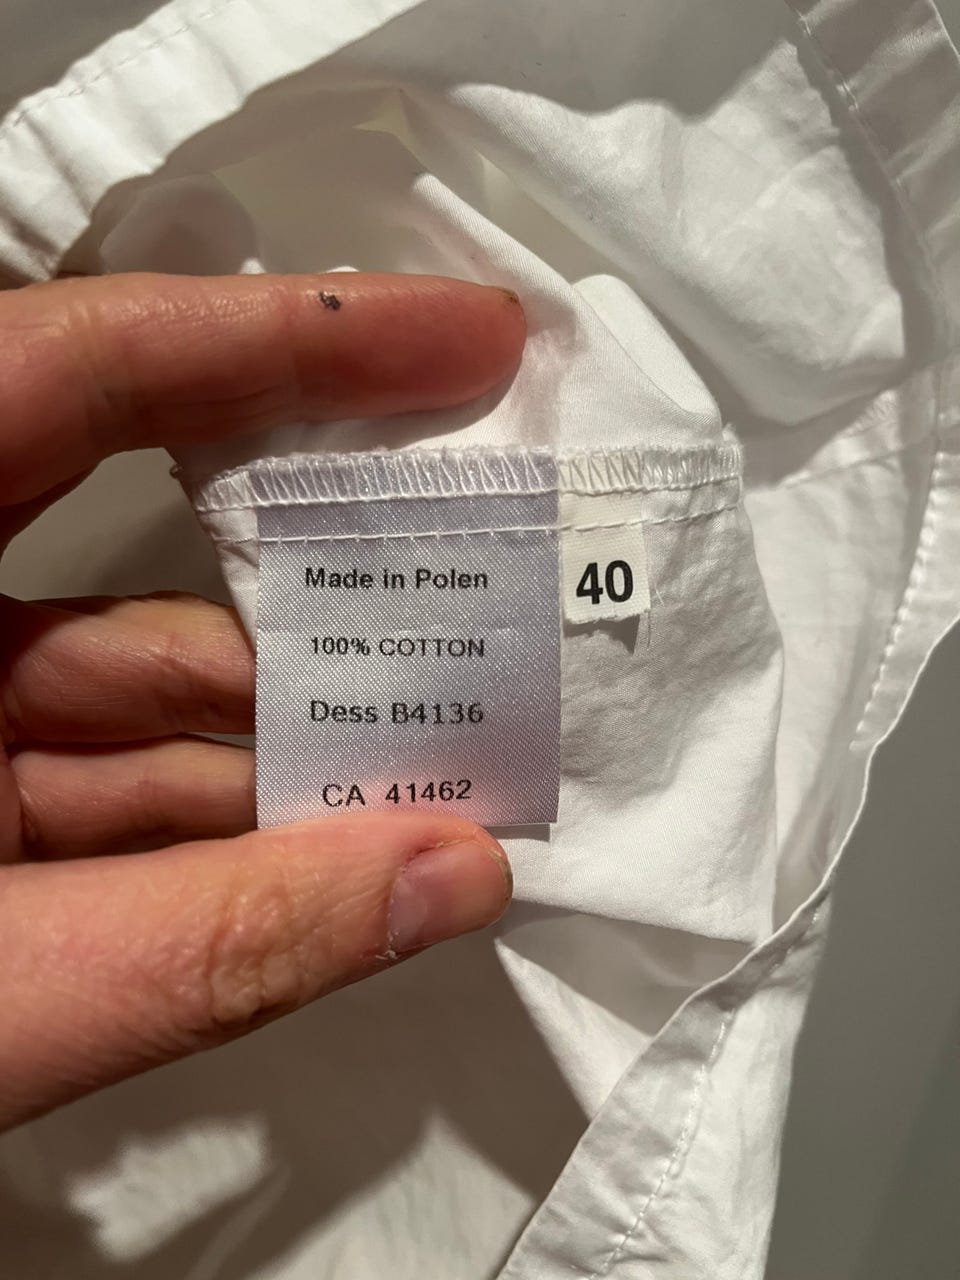 Made in Polen
100% COTTON
Dess B4136
CA 41462
40